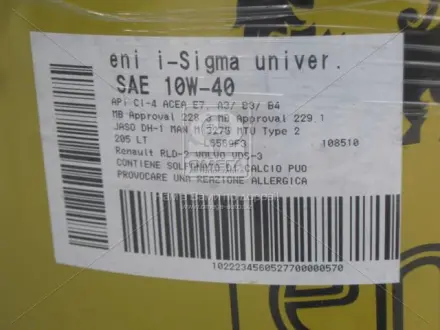 eni i-Sigma univer.
SAE 10W-40
API CI-4 ACEA E7, A3/ B3/ B4
MB Approval 228.3 MB Approval 229.1
JASO DH-1 MAN M 3275 MTU Type 2
205 LT 108510
Renault RLD-2 VOLVO VDS-3
CONTIENE SOLFONATO DI CALCIO PUO
PROVOCARE UNA REAZIONE ALLERGICA
1022234560527700000570